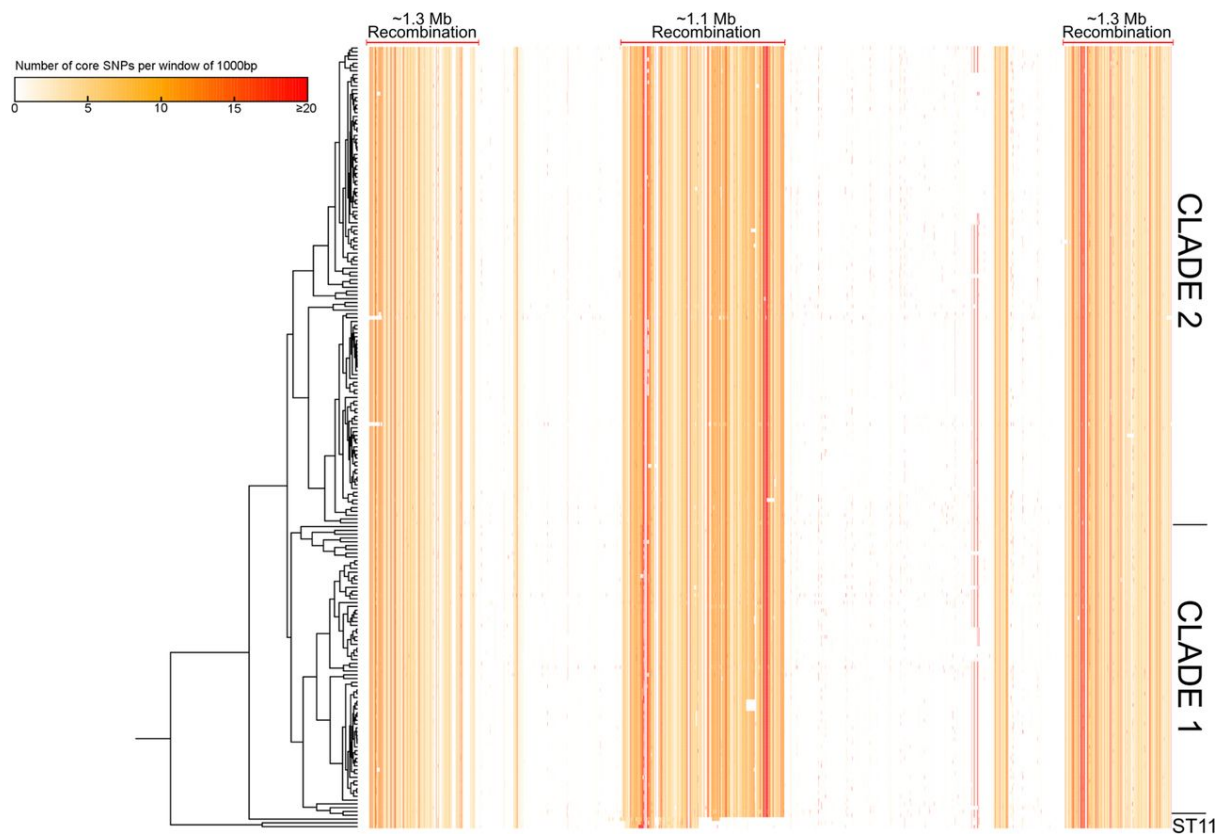 ~1.3 Mb
Recombination
~1.1 Mb
Recombination
~1.3 Mb
Recombination
Number of core SNPs per window of 1000bp
0 5 10 15 ≥20
CLADE 2
CLADE 1
ST11